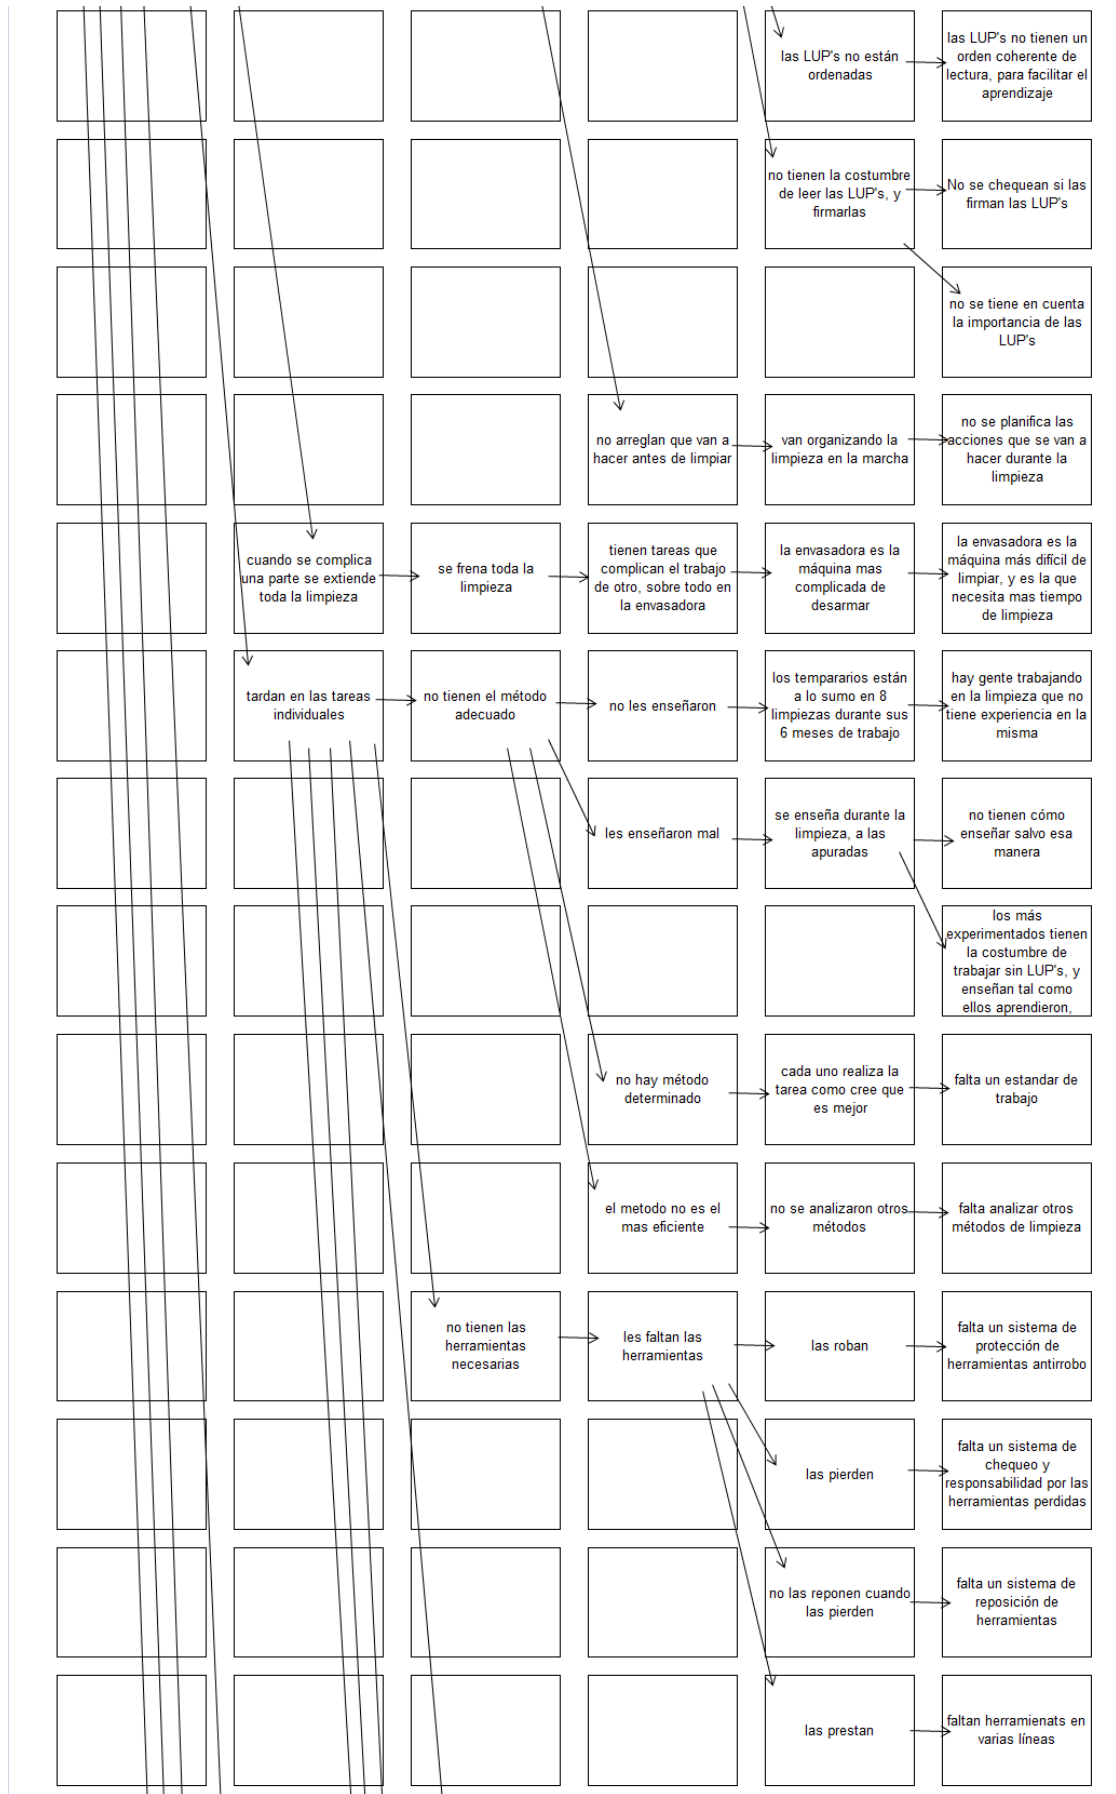 las LUP's no están
ordenadas
las LUP's no tienen un
orden coherente de
lectura, para facilitar el
aprendizaje
no tienen la costumbre
de leer las LUP's, y
firmarlas
No se chequean si las
firman las LUP's
no se tiene en cuenta
la importancia de las
LUP's
no arreglan que van a
hacer antes de limpiar
van organizando la
limpieza en la marcha
no se planifica las
acciones que se van a
hacer durante la
limpieza
cuando se complica
una parte se extiende
toda la limpieza
se frena toda la
limpieza
tienen tareas que
complican el trabajo
de otro, sobre todo en
la envasadora
la envasadora es la
máquina mas
complicada de
desarmar
la envasadora es la
máquina más difícil de
limpiar, y es la que
necesita mas tiempo
de limpieza
tardan en las tareas
individuales
no tienen el método
adecuado
no les enseñaron
los tempararios están
a lo sumo en 8
limpiezas durante sus
6 meses de trabajo
hay gente trabajando
en la limpieza que no
tiene experiencia en la
misma
les enseñaron mal
se enseña durante la
limpieza, a las
apuradas
no tienen cómo
enseñar salvo esa
manera
los más
experimentados tienen
la costumbre de
trabajar sin LUP's, y
enseñan tal como
ellos aprendieron,
no hay método
determinado
cada uno realiza la
tarea como cree que
es mejor
falta un estandar de
trabajo
el metodo no es el
mas eficiente
no se analizaron otros
métodos
falta analizar otros
métodos de limpieza
no tienen las
herramientas
necesarias
les faltan las
herramientas
las roban
falta un sistema de
protección de
herramientas antirrobo
las pierden
falta un sistema de
chequeo y
responsabilidad por las
herramientas perdidas
no las reponen cuando
las pierden
falta un sistema de
reposición de
herramientas
las prestan
faltan herramienats en
varias líneas